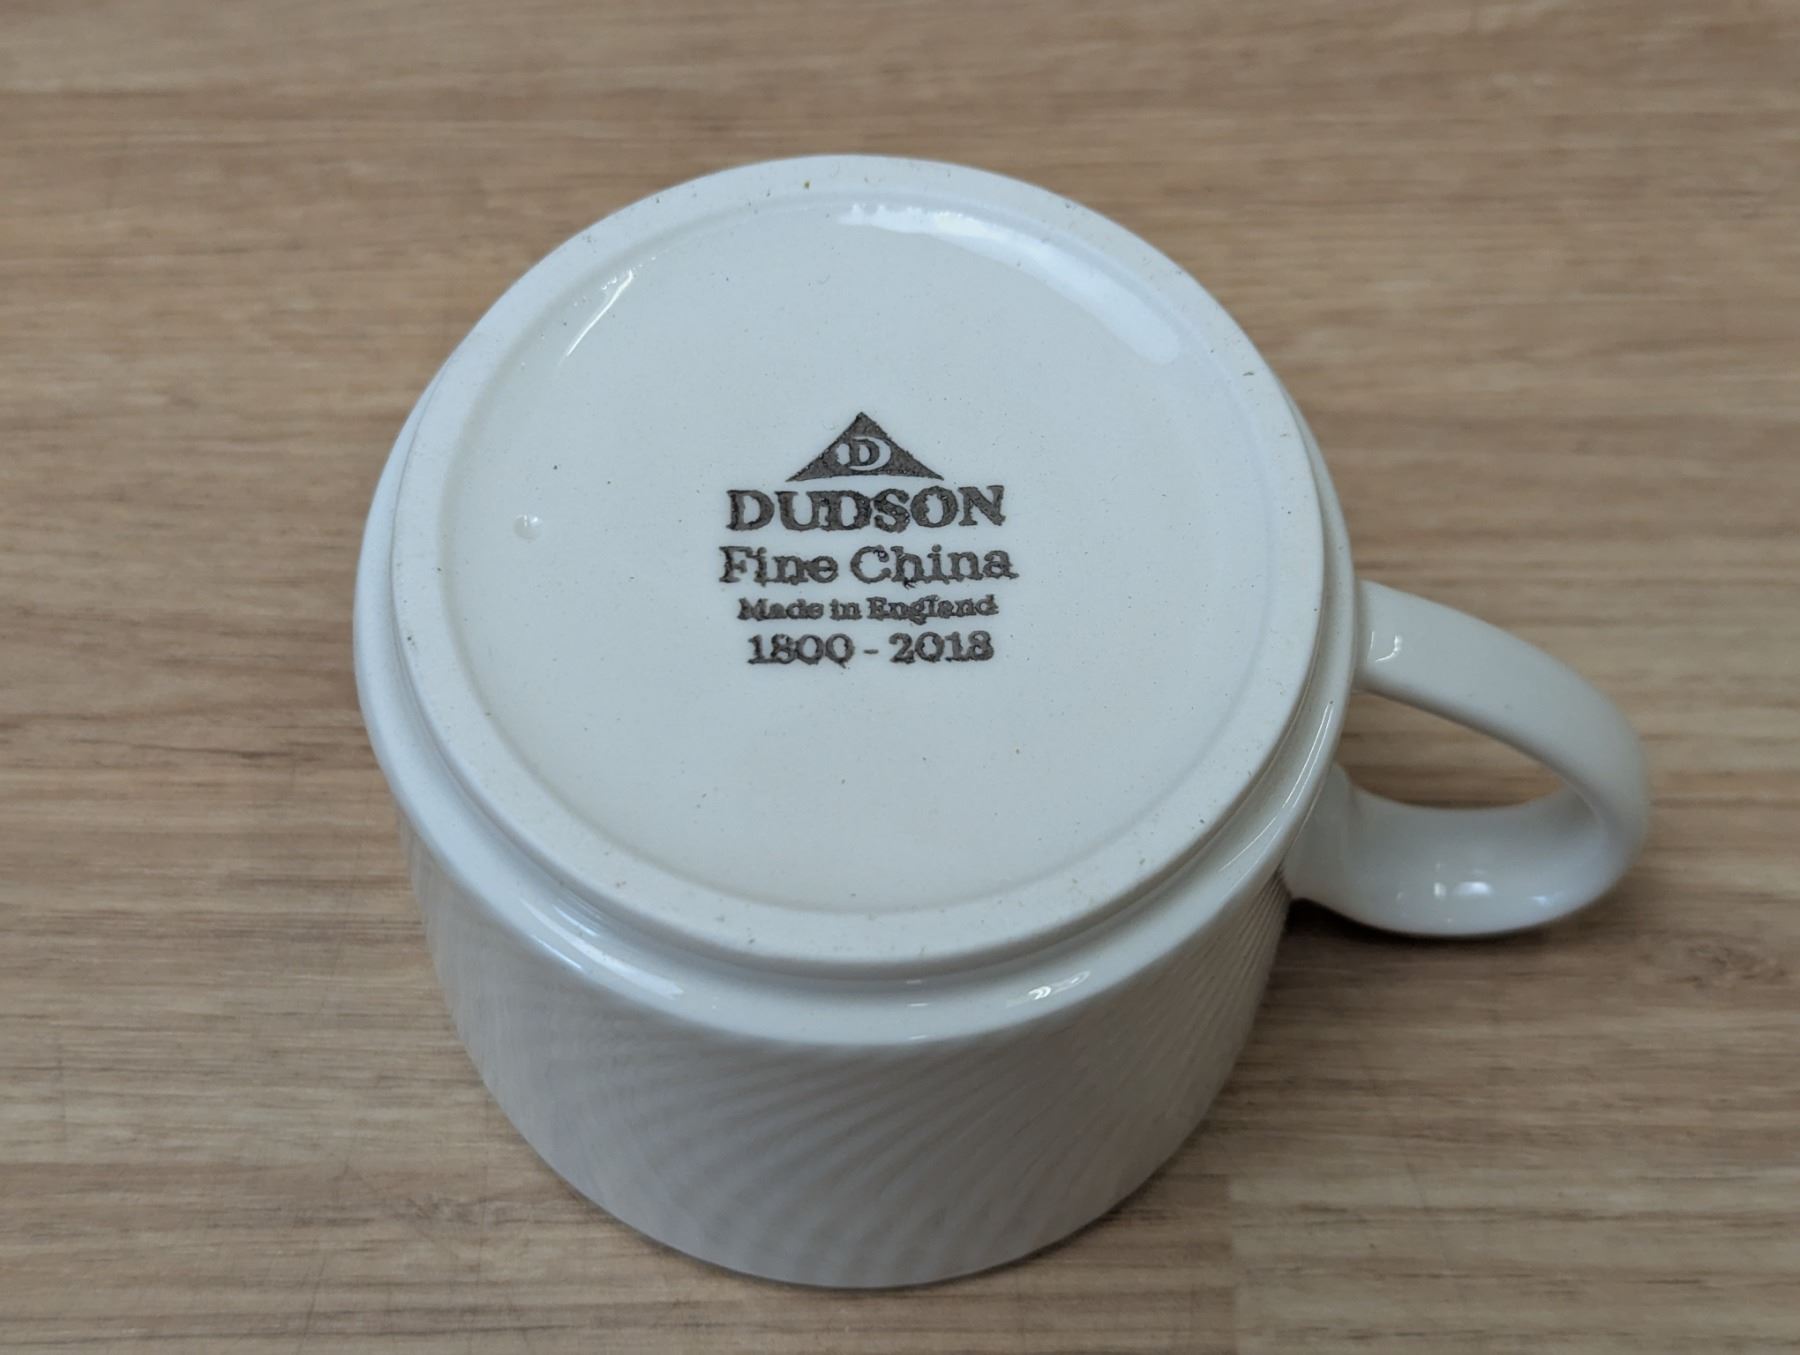 D
DUDSON
Fine China
Made in England
1800 - 2018